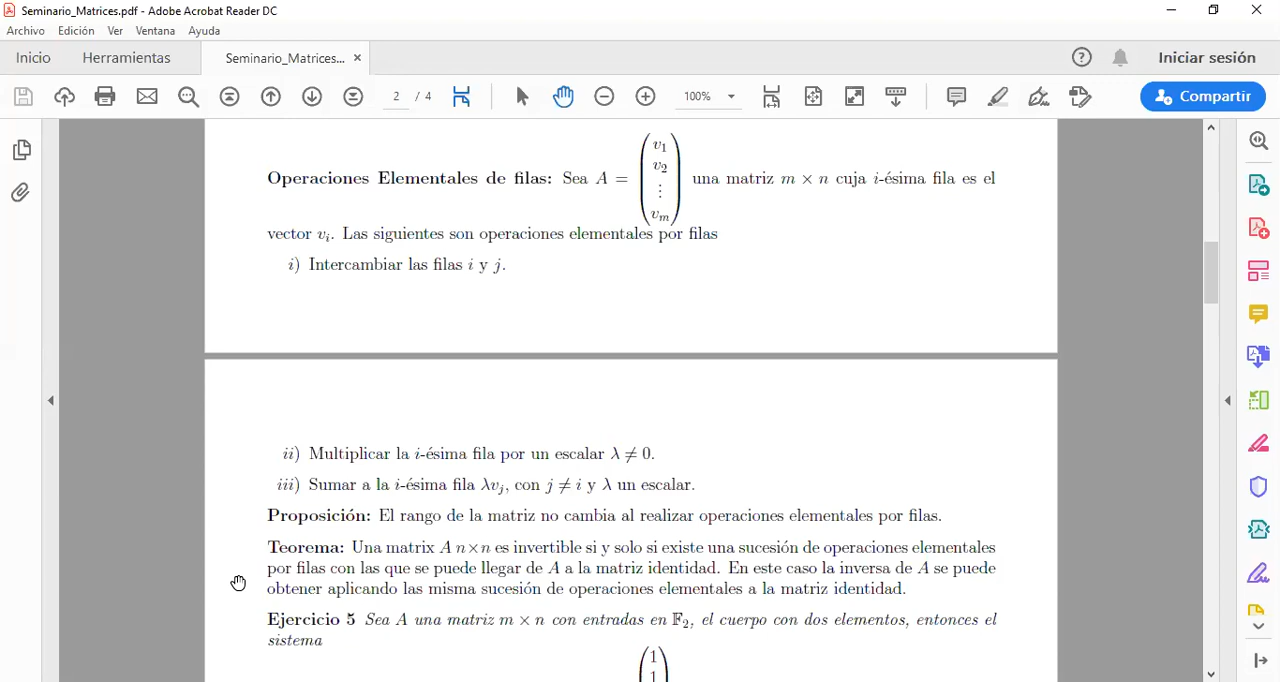 Seminario_Matrices.pdf - Adobe Acrobat Reader DC
Archivo Edición Ver Ventana Ayuda
Inicio Herramientas Seminario_Matrices... × Iniciar sesión
2 / 4 100% Compartir
Operaciones Elementales de filas: Sea A = (v₁ v₂ ⋮ vₘ) una matriz m × n cuja i-ésima fila es el
vector vᵢ. Las siguientes son operaciones elementales por filas
i) Intercambiar las filas i y j.
ii) Multiplicar la i-ésima fila por un escalar λ ≠ 0.
iii) Sumar a la i-ésima fila λvⱼ, con j ≠ i y λ un escalar.
Proposición: El rango de la matriz no cambia al realizar operaciones elementales por filas.
Teorema: Una matrix A n×n es invertible si y solo si existe una sucesión de operaciones elementales
por filas con las que se puede llegar de A a la matriz identidad. En este caso la inversa de A se puede
obtener aplicando las misma sucesión de operaciones elementales a la matriz identidad.
Ejercicio 5 Sea A una matriz m × n con entradas en 𝔽₂, el cuerpo con dos elementos, entonces el
sistema
(1
1